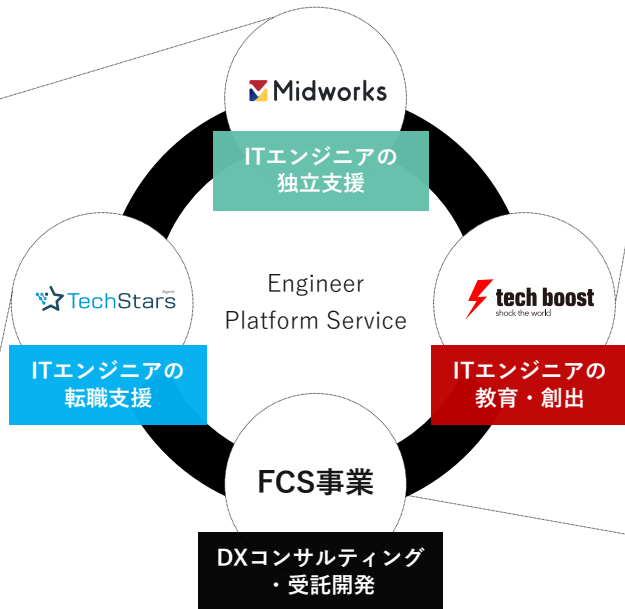 Midworks
ITエンジニアの
独立支援
Engineer
Platform Service
Agent
TechStars
ITエンジニアの
転職支援
tech boost
shock the world
ITエンジニアの
教育・創出
FCS事業
DXコンサルティング
・受託開発